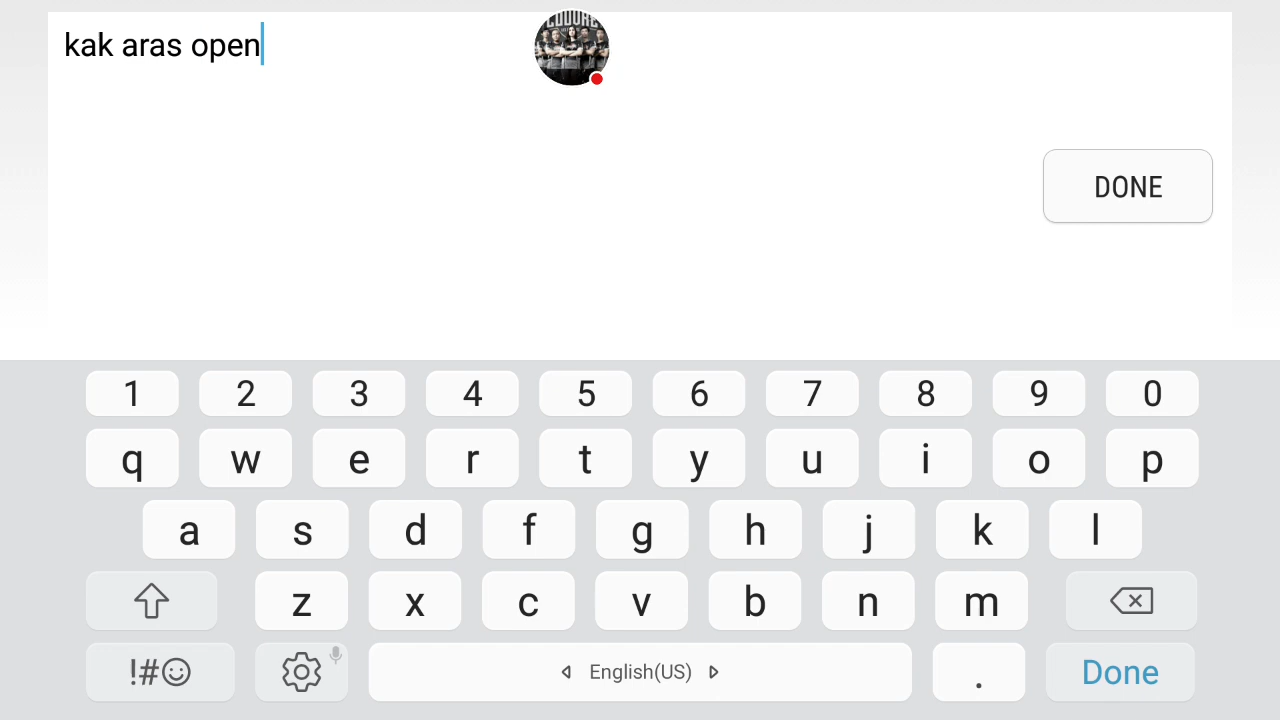 kak aras open
DONE
1 2 3 4 5 6 7 8 9 0
q w e r t y u i o p
a s d f g h j k l
z x c v b n m
!#☺ English(US) . Done